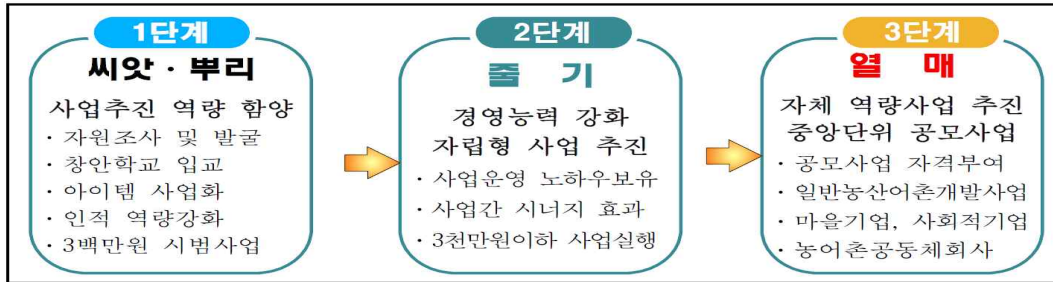 1단계
씨앗 · 뿌리
사업추진 역량 함양
· 자원조사 및 발굴
· 창안학교 입교
· 아이템 사업화
· 인적 역량강화
· 3백만원 시범사업
2단계
줄 기
경영능력 강화
자립형 사업 추진
· 사업운영 노하우보유
· 사업간 시너지 효과
· 3천만원이하 사업실행
3단계
열 매
자체 역량사업 추진
중앙단위 공모사업
· 공모사업 자격부여
· 일반농산어촌개발사업
· 마을기업, 사회적기업
· 농어촌공동체회사